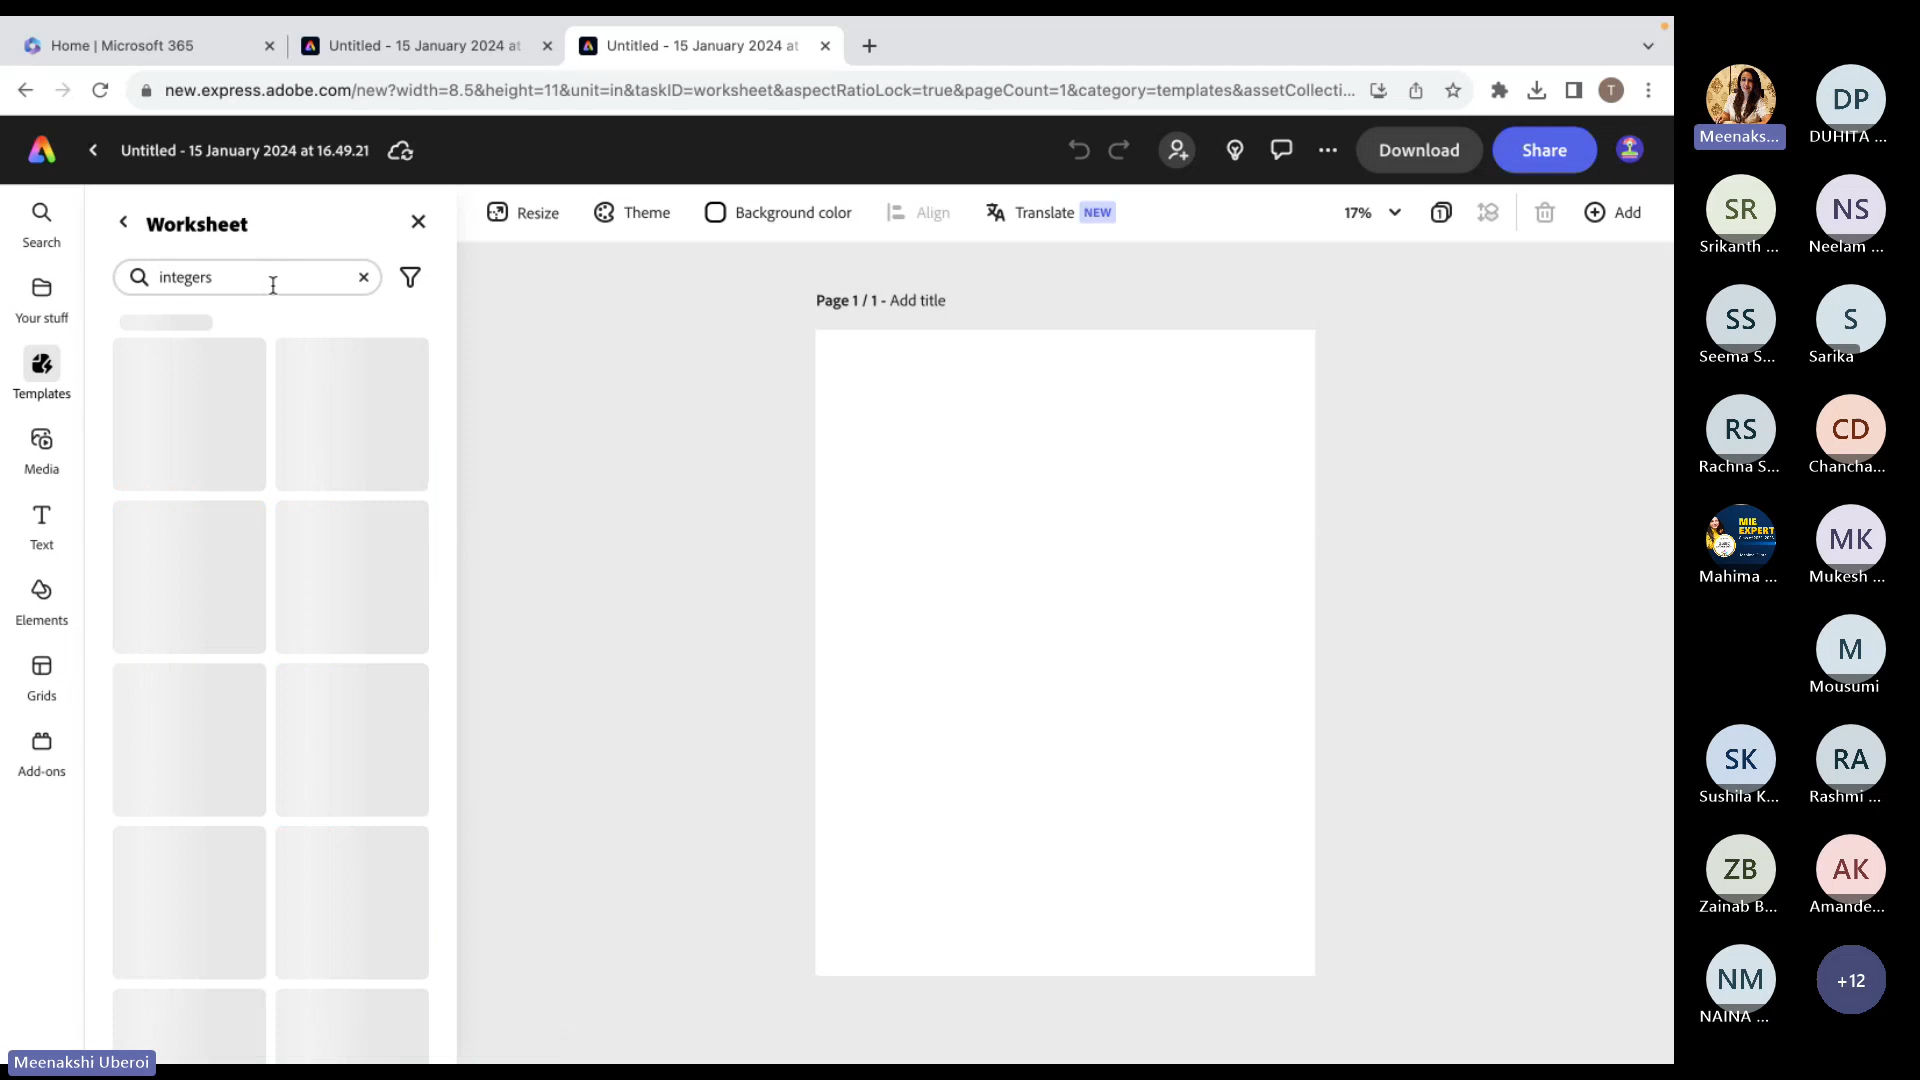 Home | Microsoft 365
Untitled - 15 January 2024 at
Untitled - 15 January 2024 at
new.express.adobe.com/new?width=8.5&height=11&unit=in&taskID=worksheet&aspectRatioLock=true&pageCount=1&category=templates&assetCollecti...
T
Untitled - 15 January 2024 at 16.49.21
Download
Share
Search
Your stuff
Templates
Media
Text
Elements
Grids
Add-ons
Worksheet
integers
Resize
Theme
Background color
Align
Translate NEW
17%
1
Add
Page 1 / 1 - Add title
Meenaks...
DP
DUHITA ...
SR
Srikanth ...
NS
Neelam ...
SS
Seema S...
S
Sarika
RS
Rachna S...
CD
Chancha...
MIE
EXPERT
Mahima ...
MK
Mukesh ...
M
Mousumi
SK
Sushila K...
RA
Rashmi ...
ZB
Zainab B...
AK
Amande...
NM
NAINA ...
+12
Meenakshi Uberoi